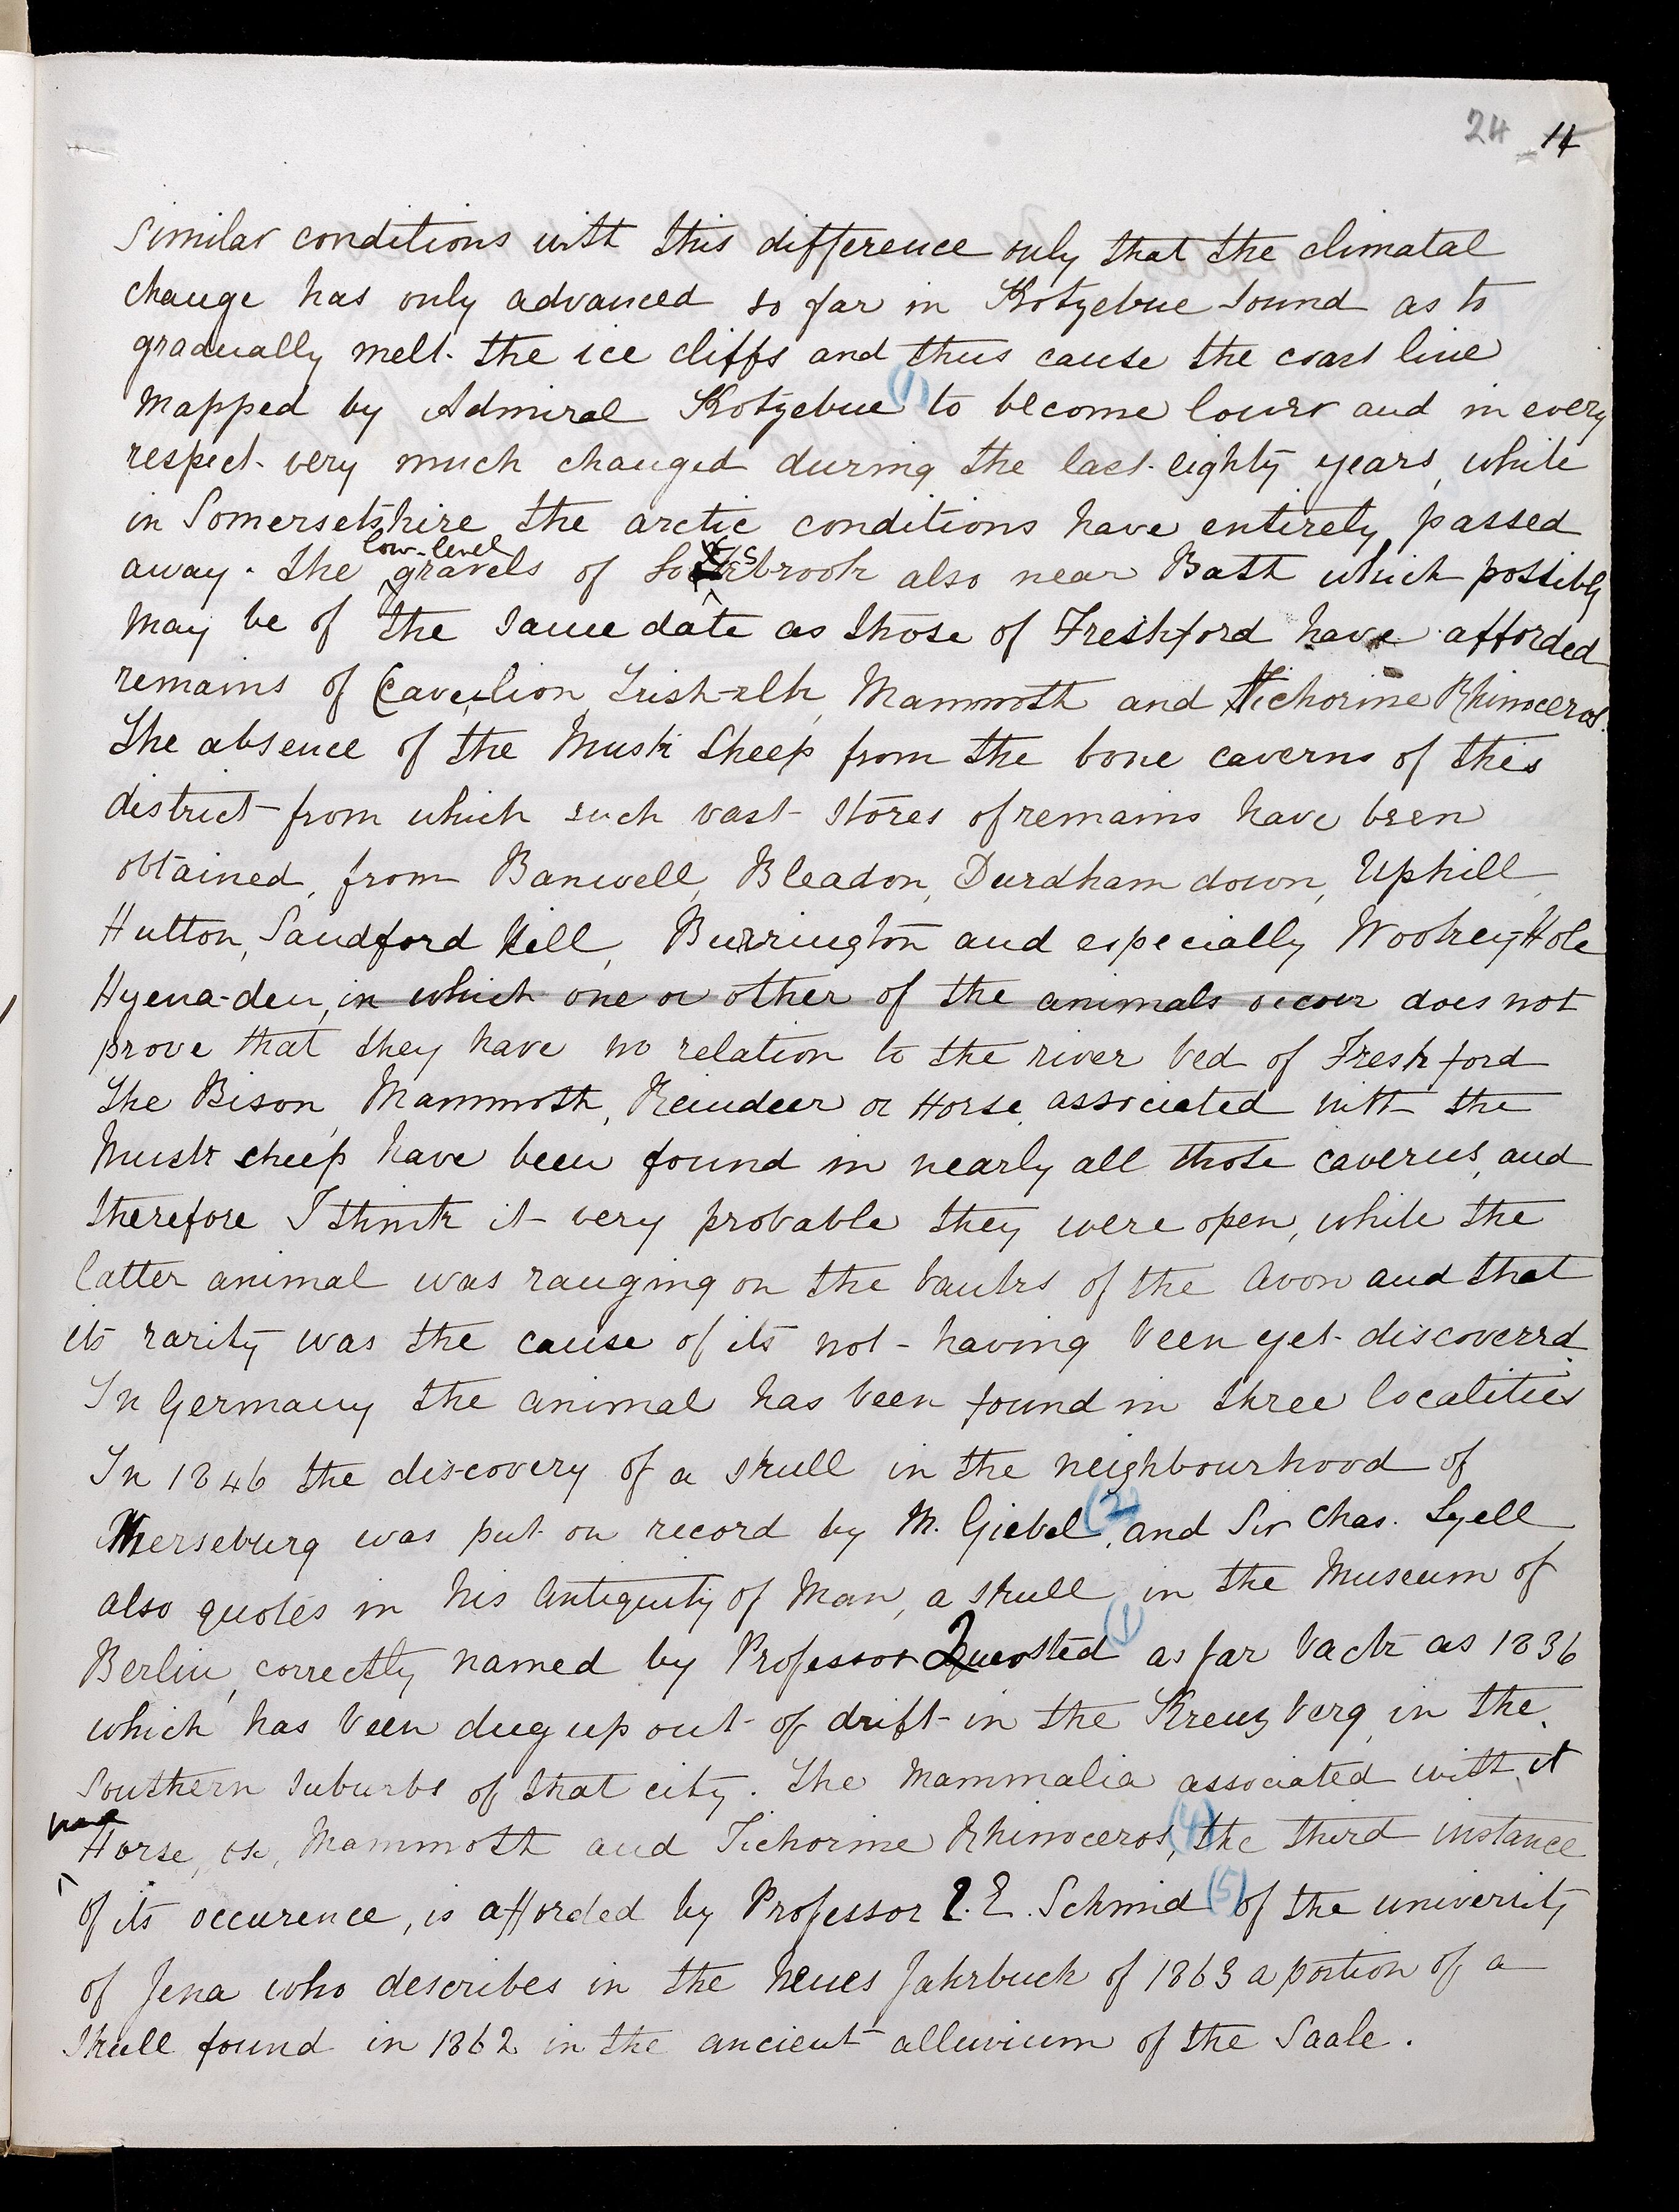 24 14
Similar conditions with this difference only that the climatal
change has only advanced so far in Kotzebue Sound as to
gradually melt the ice cliffs and thus cause the coast line
mapped by Admiral Kotzebue (1) to become lower and in every
respect very much changed during the last eighty years, while
in Somersetshire the arctic conditions have entirely passed
low-level
away. The gravels of Locksbrook also near Bath which possibly
may be of the same date as those of Freshford have afforded
remains of Cave-lion, Irish-elk, Mammoth and Tichorine Rhinoceros.
The absence of the Musk Sheep from the bone caverns of this
district from which such vast stores of remains have been
obtained, from Banwell, Bleadon, Durdham down, Uphill,
Hutton, Sandford Hill, Burrington and especially Wookey-Hole
Hyena-den, in which one or other of the animals occur does not
prove that they have no relation to the river bed of Freshford
The Bison, Mammoth, Reindeer or Horse, associated with the
Musk sheep have been found in nearly all those caverns, and
therefore I think it very probable they were open, while the
latter animal was ranging on the banks of the Avon and that
its rarity was the cause of its not having been yet discoverrd.
In Germany the animal has been found in three localities
In 1846 the discovery of a skull in the neighbourhood of
Merseburg was put on record by M. Giebel (2), and Sir Chas. Lyell
also quotes in his Antiquity of Man, a skull in the Museum of
Berlin, correctly named by Professor Quensted (1) as far back as 1836
which has been dug up out of drift in the Kreuzberg in the
Southern suburbs of that city. The Mammalia associated with it
were
Horse, ox, Mammoth and Tichorine Rhinoceros, (4) the third instance
of its occurence, is afforded by Professor E. E. Schmid (5) of the university
of Jena who describes in the Neues Jahrbuch of 1863 a portion of a
Skull found in 1862 in the ancient alluvium of the Saale.